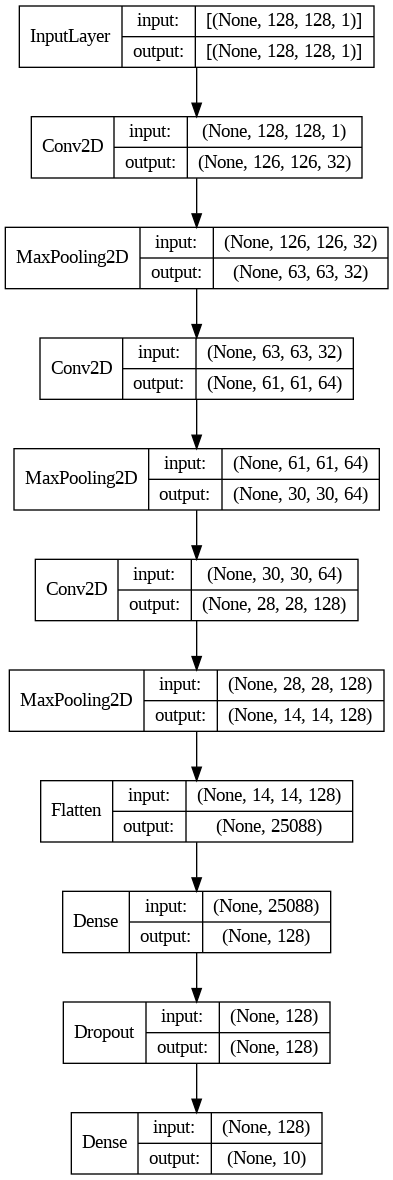 InputLayer
input: [(None, 128, 128, 1)]
output: [(None, 128, 128, 1)]
Conv2D
input: (None, 128, 128, 1)
output: (None, 126, 126, 32)
MaxPooling2D
input: (None, 126, 126, 32)
output: (None, 63, 63, 32)
Conv2D
input: (None, 63, 63, 32)
output: (None, 61, 61, 64)
MaxPooling2D
input: (None, 61, 61, 64)
output: (None, 30, 30, 64)
Conv2D
input: (None, 30, 30, 64)
output: (None, 28, 28, 128)
MaxPooling2D
input: (None, 28, 28, 128)
output: (None, 14, 14, 128)
Flatten
input: (None, 14, 14, 128)
output: (None, 25088)
Dense
input: (None, 25088)
output: (None, 128)
Dropout
input: (None, 128)
output: (None, 128)
Dense
input: (None, 128)
output: (None, 10)